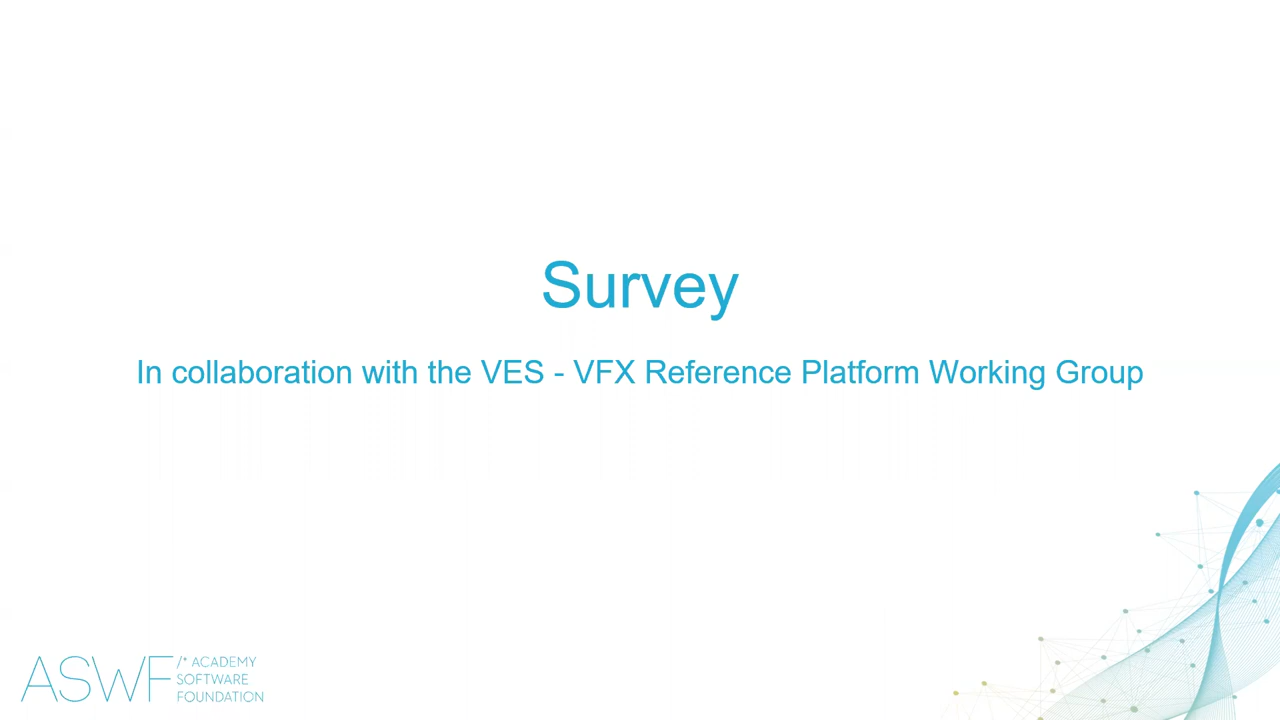 Survey
In collaboration with the VES - VFX Reference Platform Working Group
ASWF /* ACADEMY
SOFTWARE
FOUNDATION